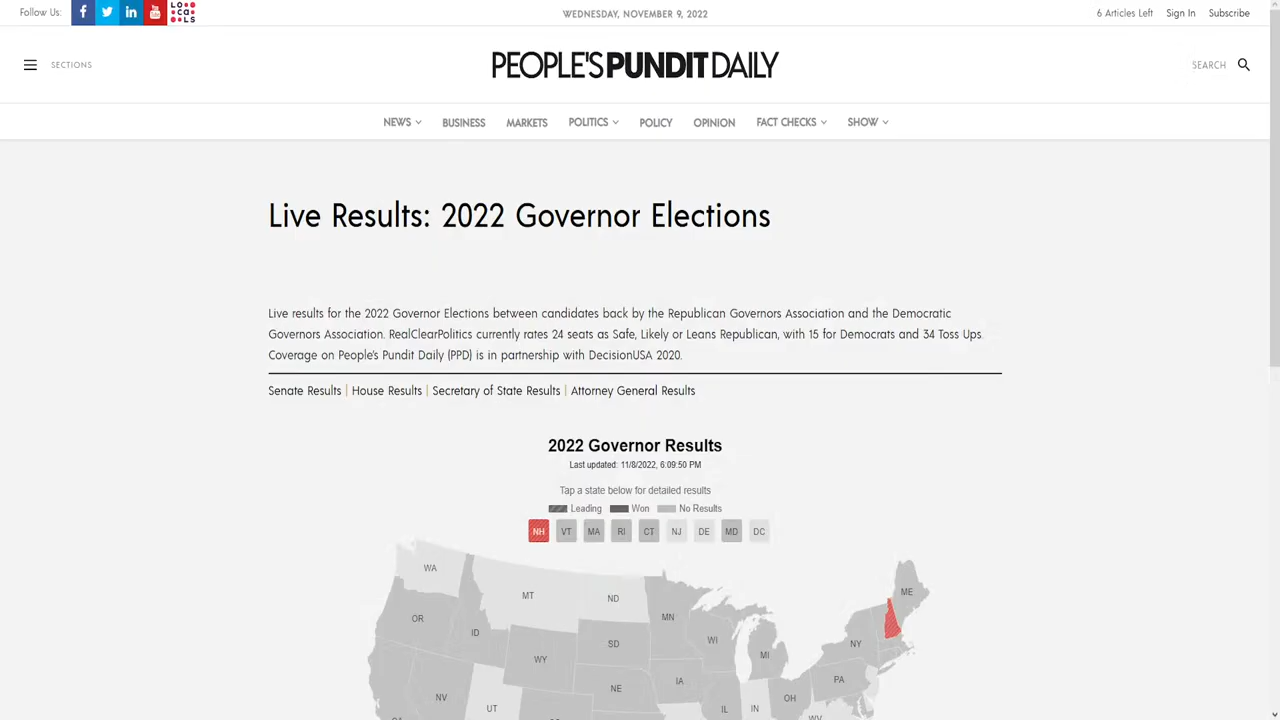 Follow Us:
LO
CA
LS
WEDNESDAY, NOVEMBER 9, 2022
6 Articles Left Sign In Subscribe
SECTIONS
PEOPLE'SPUNDITDAILY
SEARCH
NEWS BUSINESS MARKETS POLITICS POLICY OPINION FACT CHECKS SHOW
Live Results: 2022 Governor Elections
Live results for the 2022 Governor Elections between candidates back by the Republican Governors Association and the Democratic
Governors Association. RealClearPolitics currently rates 24 seats as Safe, Likely or Leans Republican, with 15 for Democrats and 34 Toss Ups.
Coverage on People's Pundit Daily (PPD) is in partnership with DecisionUSA 2020.
Senate Results | House Results | Secretary of State Results | Attorney General Results
2022 Governor Results
Last updated: 11/8/2022, 6:09:50 PM
Tap a state below for detailed results
Leading Won No Results
NH VT MA RI CT NJ DE MD DC
WA
MT ND ME
OR MN
ID SD WI NY
WY MI
IA PA
NE
NV OH
UT IL IN
WV